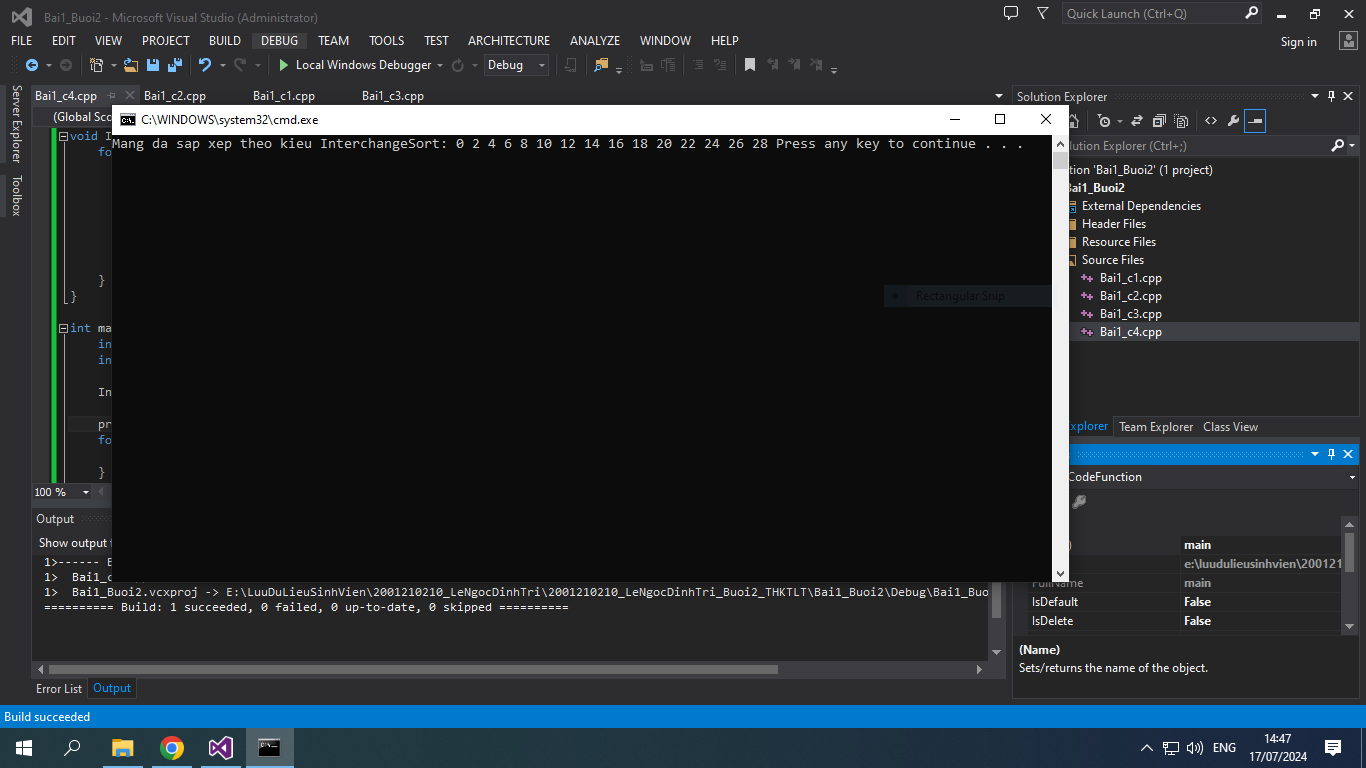 Bai1_Buoi2 - Microsoft Visual Studio (Administrator)
Quick Launch (Ctrl+Q)
FILE EDIT VIEW PROJECT BUILD DEBUG TEAM TOOLS TEST ARCHITECTURE ANALYZE WINDOW HELP
Sign in
Local Windows Debugger
Debug
Server Explorer
Toolbox
Bai1_c4.cpp Bai1_c2.cpp Bai1_c1.cpp Bai1_c3.cpp
(Global Sco
void I
fo
}
}
int ma
in
in
In
pr
fo
}
100 %
C:\WINDOWS\system32\cmd.exe
Mang da sap xep theo kieu InterchangeSort: 0 2 4 6 8 10 12 14 16 18 20 22 24 26 28 Press any key to continue . . .
Rectangular Snip
Solution Explorer
lution Explorer (Ctrl+;)
tion 'Bai1_Buoi2' (1 project)
Bai1_Buoi2
External Dependencies
Header Files
Resource Files
Source Files
Bai1_c1.cpp
Bai1_c2.cpp
Bai1_c3.cpp
Bai1_c4.cpp
xplorer Team Explorer Class View
CodeFunction
) main
e:\luudulieusinhvien\200121
FullName main
IsDefault False
IsDelete False
(Name)
Sets/returns the name of the object.
Output
Show output f
1>------ B
1> Bai1_c
1> Bai1_Buoi2.vcxproj -> E:\LuuDuLieuSinhVien\2001210210_LeNgocDinhTri\2001210210_LeNgocDinhTri_Buoi2_THKTLT\Bai1_Buoi2\Debug\Bai1_Buo
========== Build: 1 succeeded, 0 failed, 0 up-to-date, 0 skipped ==========
Error List Output
Build succeeded
ENG
14:47
17/07/2024